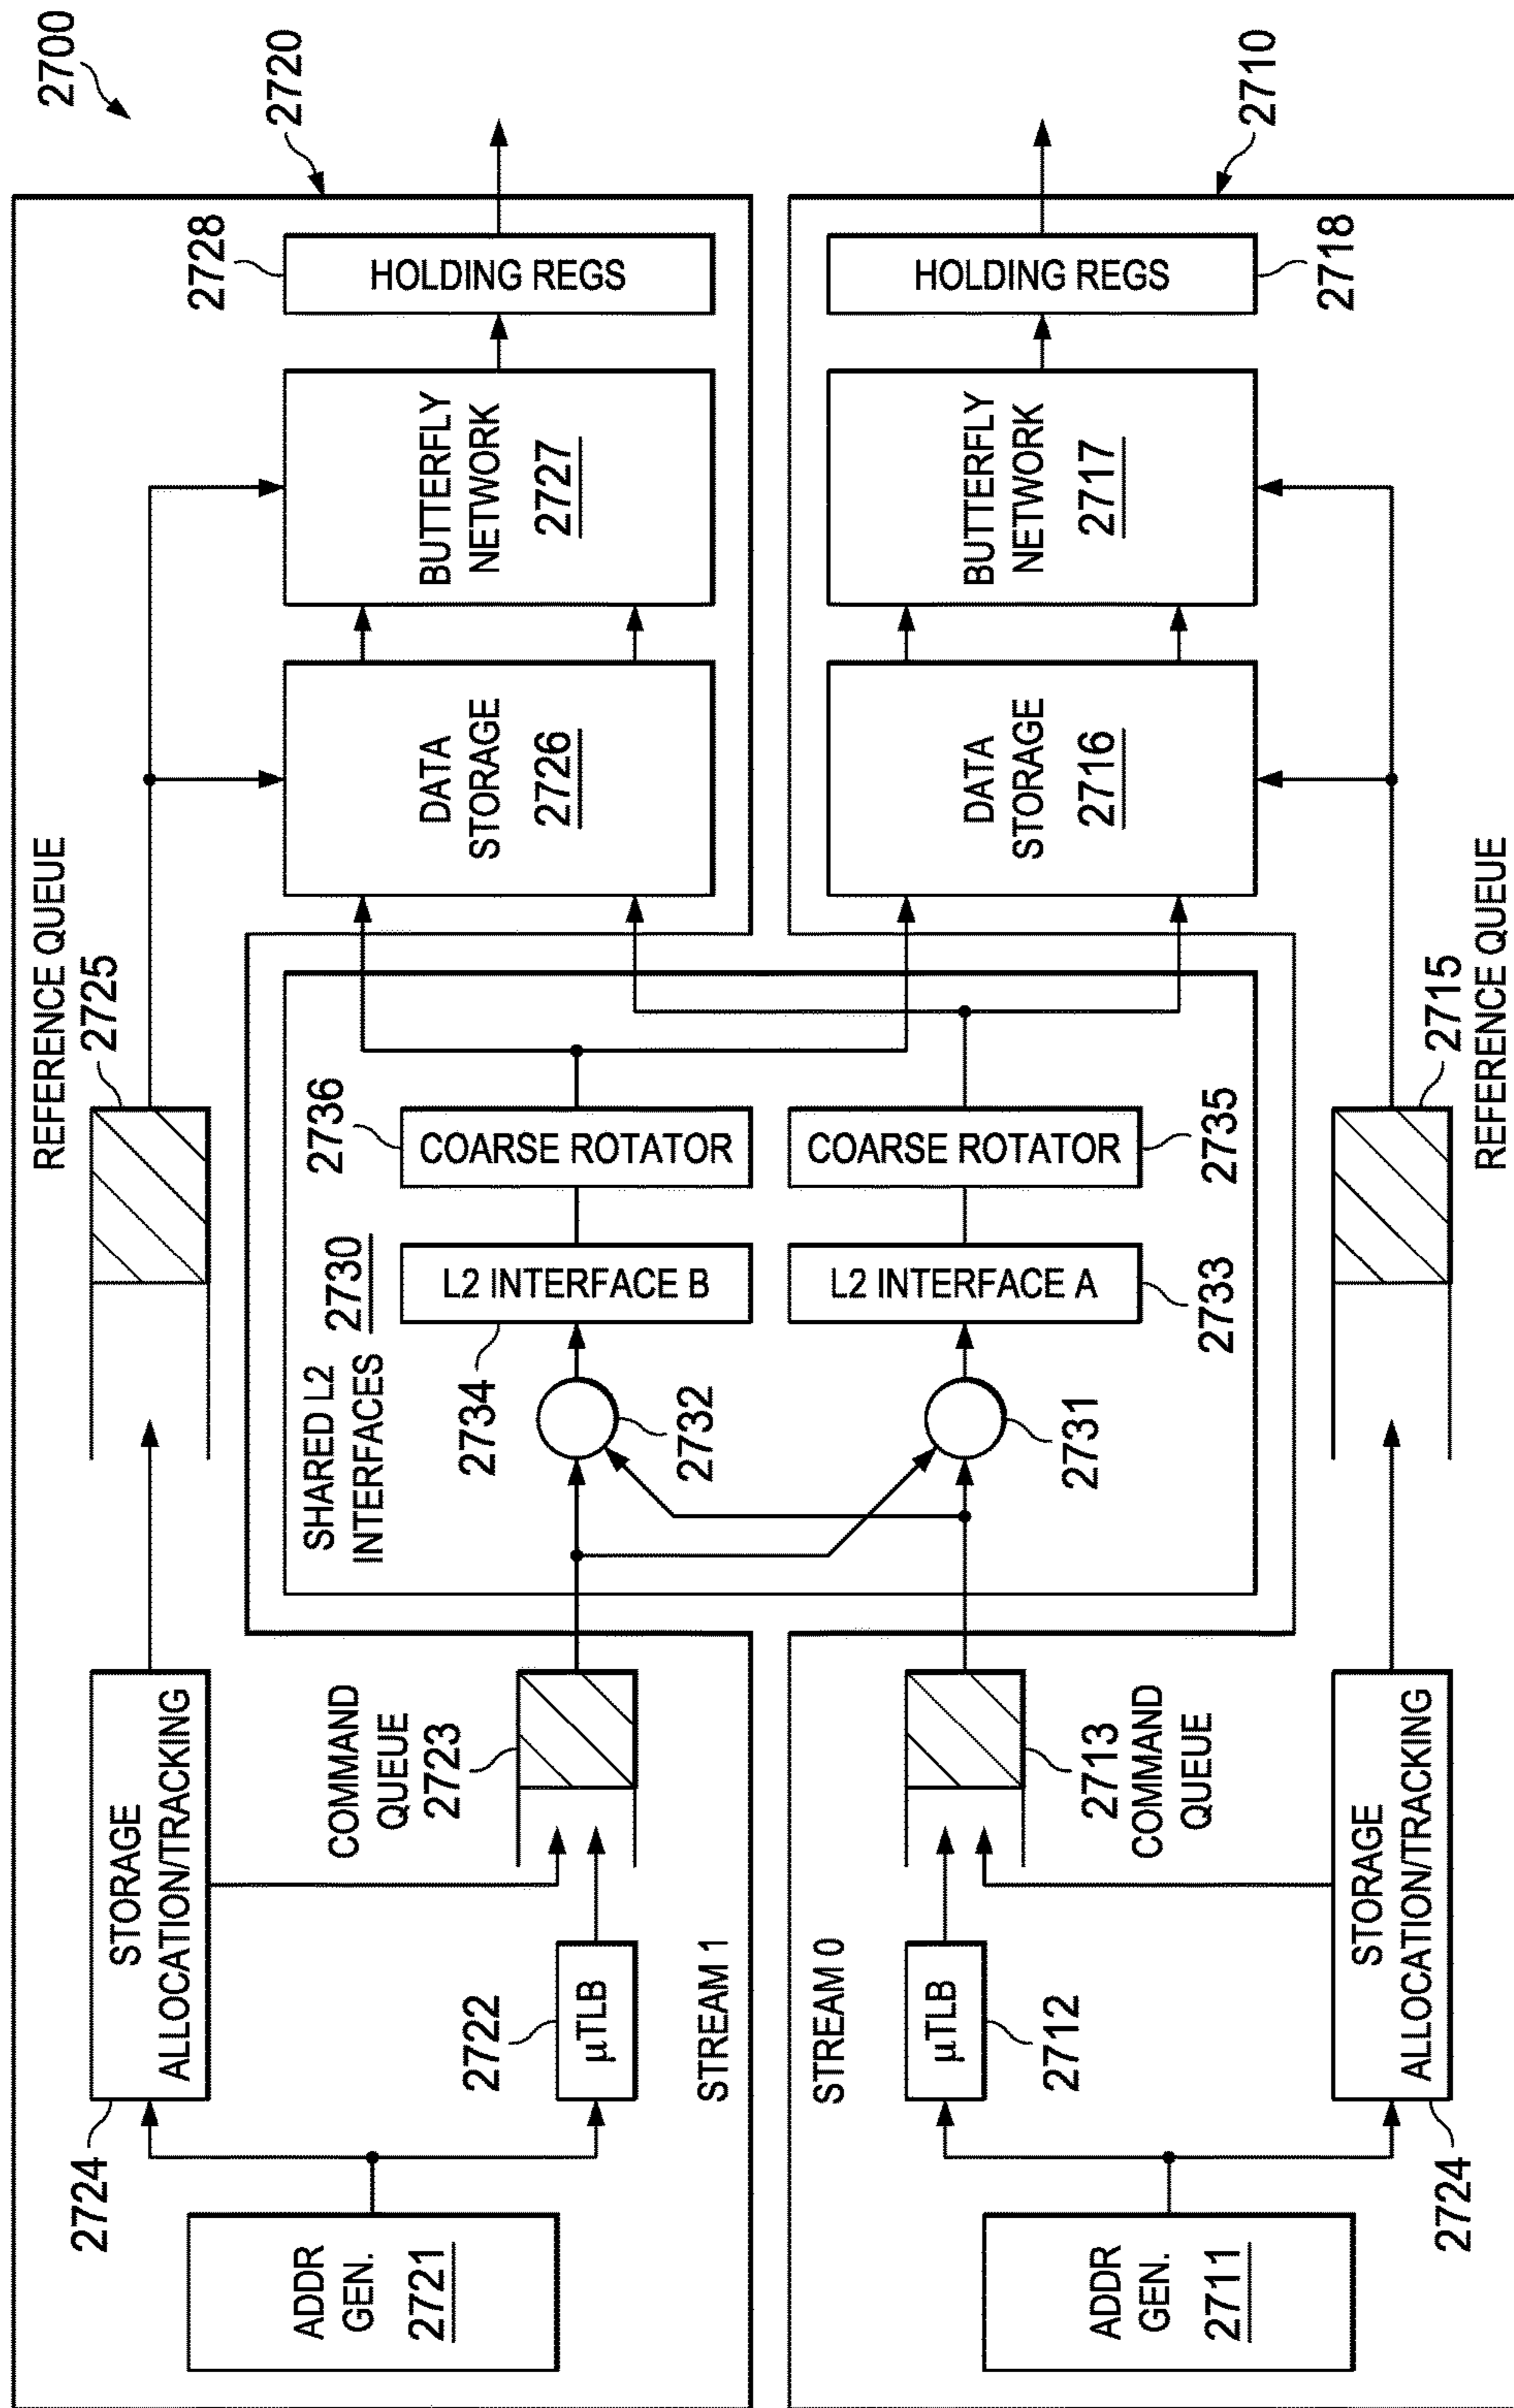 2700
2720
REFERENCE QUEUE
2725
2728
2724
STORAGE
ALLOCATION/TRACKING
ADDR
GEN.
2721
2722
µTLB
COMMAND
QUEUE
2723
STREAM 1
SHARED L2
INTERFACES
2730
2734
L2 INTERFACE B
2732
2736
COARSE ROTATOR
DATA
STORAGE
2726
BUTTERFLY
NETWORK
2727
HOLDING REGS
2710
STREAM 0
ADDR
GEN.
2711
µTLB
2712
2713
COMMAND
QUEUE
STORAGE
ALLOCATION/TRACKING
2724
2731
L2 INTERFACE A
2733
COARSE ROTATOR
2735
DATA
STORAGE
2716
BUTTERFLY
NETWORK
2717
HOLDING REGS
2718
2715
REFERENCE QUEUE